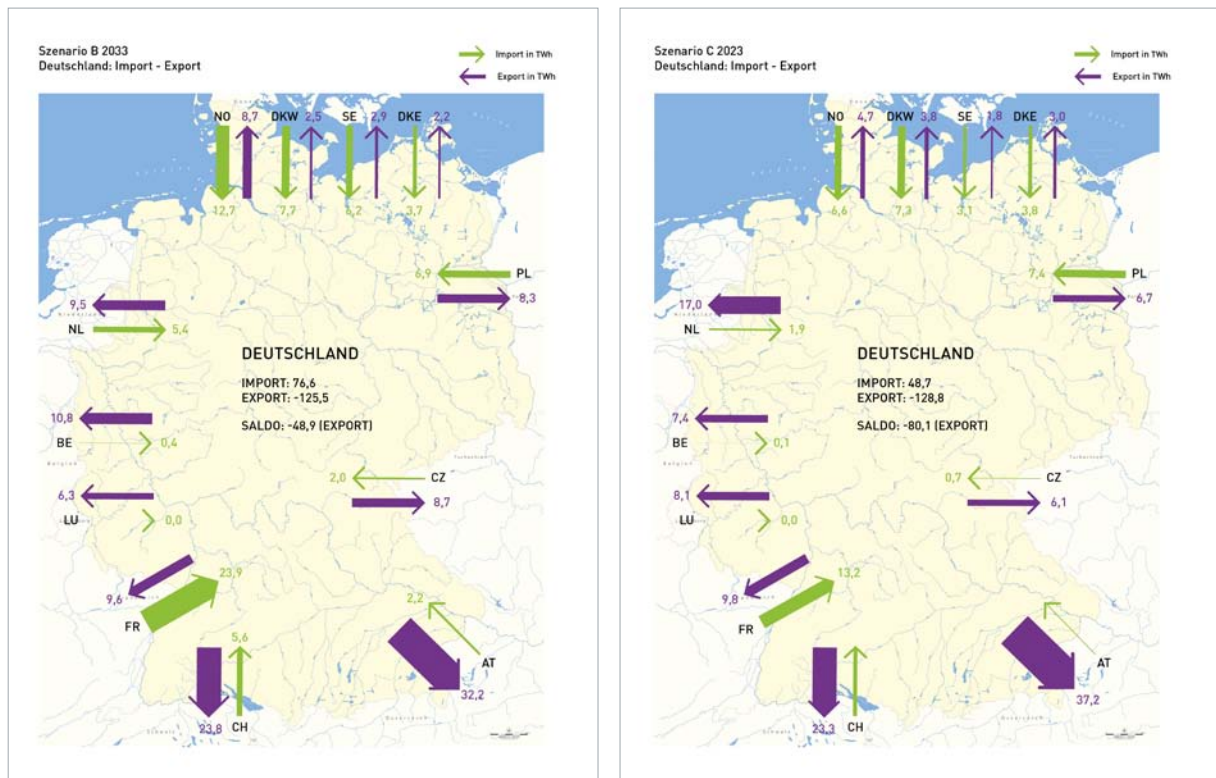 Szenario B 2033
Deutschland: Import - Export
Import in TWh
Export in TWh
NO 8,7 DKW 2,5 SE 2,9 DKE 2,2
12,7 7,7 6,2 3,7
6,9 PL
8,3
9,5
NL 5,4
DEUTSCHLAND
IMPORT: 76,6
EXPORT: -125,5
SALDO: -48,9 (EXPORT)
10,8
BE 0,4
2,0 CZ
8,7
6,3
LU 0,0
23,9
9,6
FR
2,2
5,6
AT
32,2
23,8 CH
Szenario C 2023
Deutschland: Import - Export
Import in TWh
Export in TWh
NO 4,7 DKW 3,8 SE 1,8 DKE 3,0
6,6 7,3 3,1 3,8
7,4 PL
6,7
17,0
NL 1,9
DEUTSCHLAND
IMPORT: 48,7
EXPORT: -128,8
SALDO: -80,1 (EXPORT)
7,4
BE 0,1
0,7 CZ
6,1
8,1
LU 0,0
13,2
9,8
FR
AT
37,2
23,3 CH